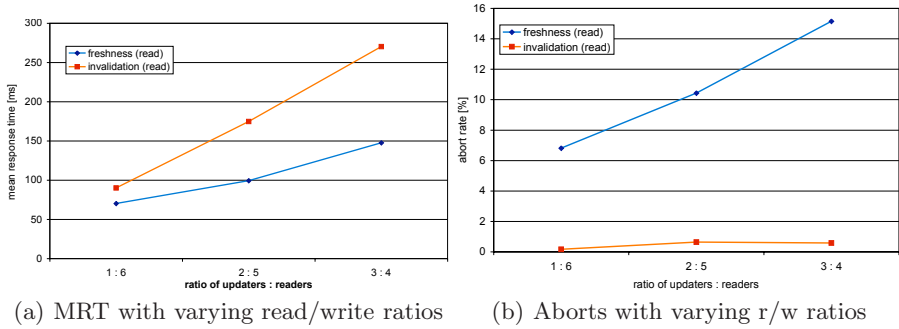 300
250
200
150
100
50
0
mean response time [ms]
freshness (read)
invalidation (read)
1 : 6 2 : 5 3 : 4
ratio of updaters : readers
(a) MRT with varying read/write ratios
16
14
12
10
8
6
4
2
0
abort rate [%]
freshness (read)
invalidation (read)
1 : 6 2 : 5 3 : 4
ratio of updaters : readers
(b) Aborts with varying r/w ratios